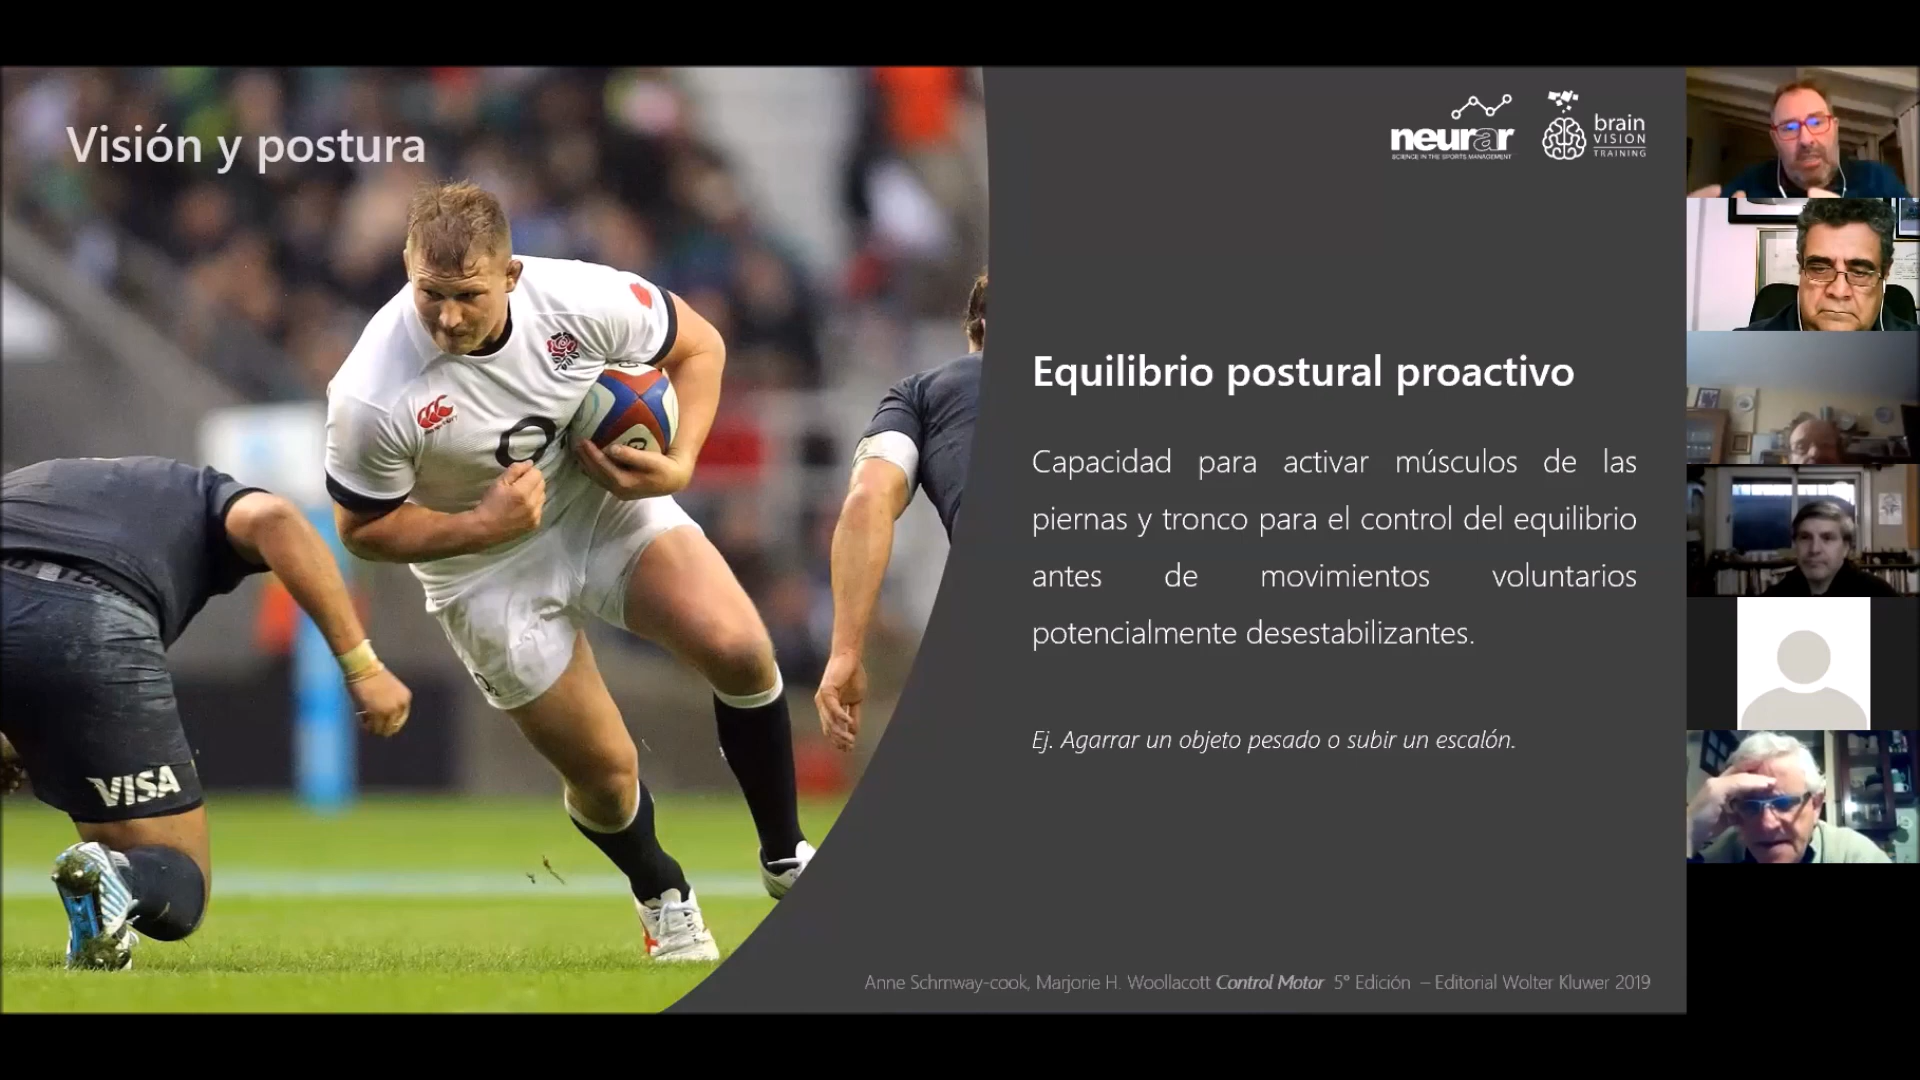 Visión y postura
neurar
SCIENCE IN THE SPORTS MANAGEMENT
brain
VISION
TRAINING
Equilibrio postural proactivo
Capacidad para activar músculos de las
piernas y tronco para el control del equilibrio
antes de movimientos voluntarios
potencialmente desestabilizantes.
Ej. Agarrar un objeto pesado o subir un escalón.
VISA
Anne Schmway-cook, Marjorie H. Woollacott Control Motor 5° Edición – Editorial Wolter Kluwer 2019